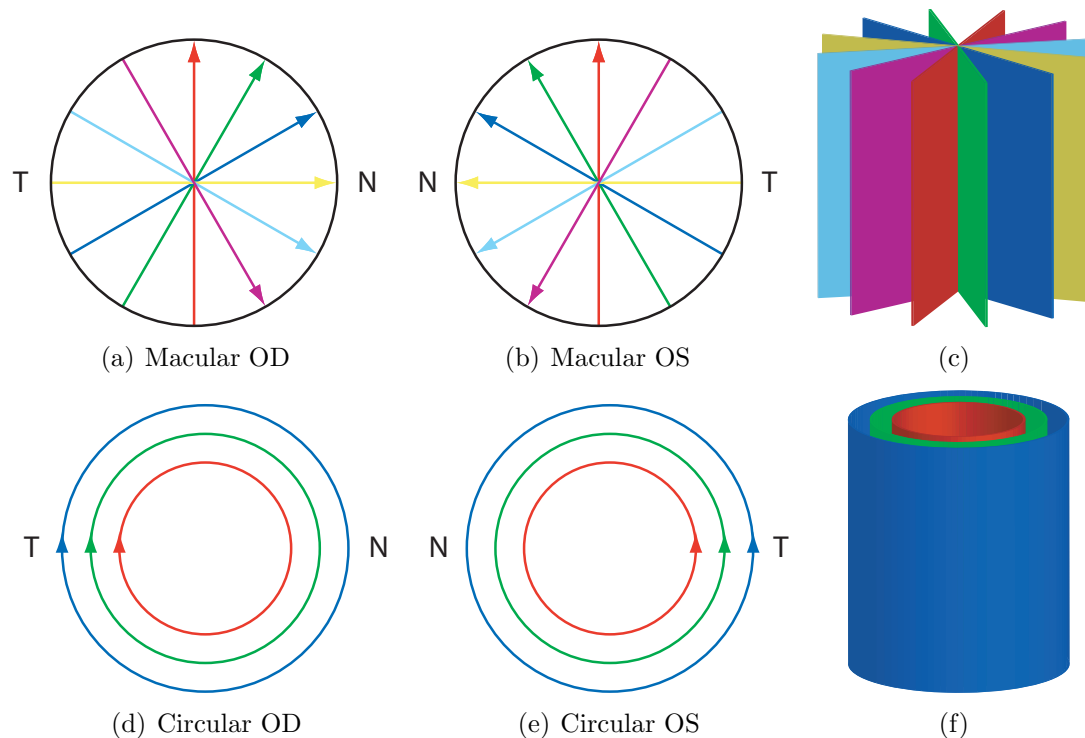 T N N T
(a) Macular OD (b) Macular OS (c)
T N N T
(d) Circular OD (e) Circular OS (f)